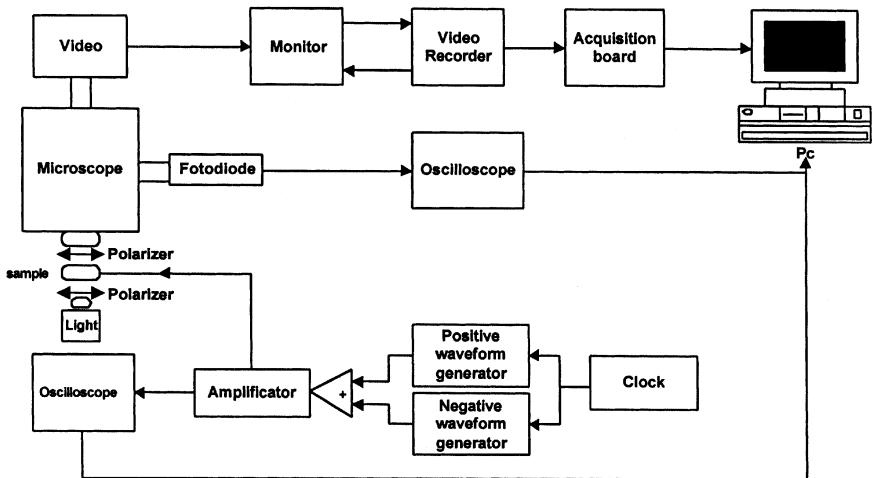 Video
Monitor
Video
Recorder
Acquisition
board
Pc
Microscope
Fotodiode
Oscilloscope
Polarizer
sample
Polarizer
Light
Oscilloscope
Amplificator
+
Positive
waveform
generator
Negative
waveform
generator
Clock